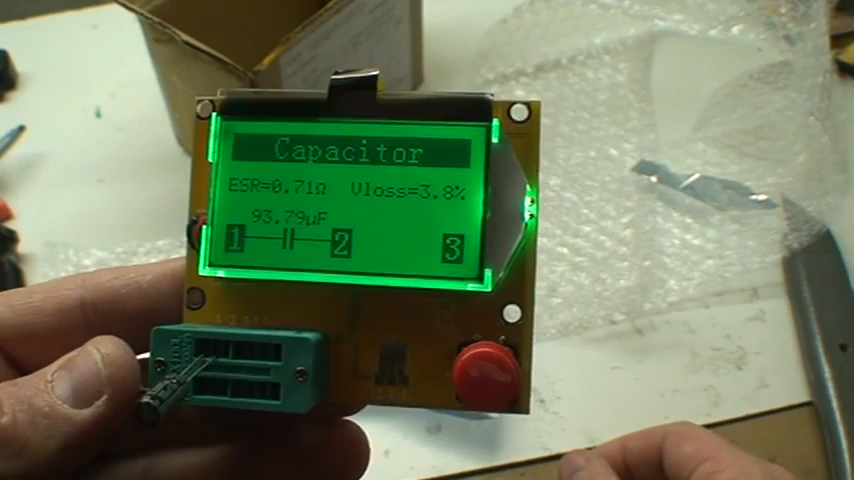 Capacitor
ESR=0.71Ω Vloss=3.8%
93.79µF
1 2 3